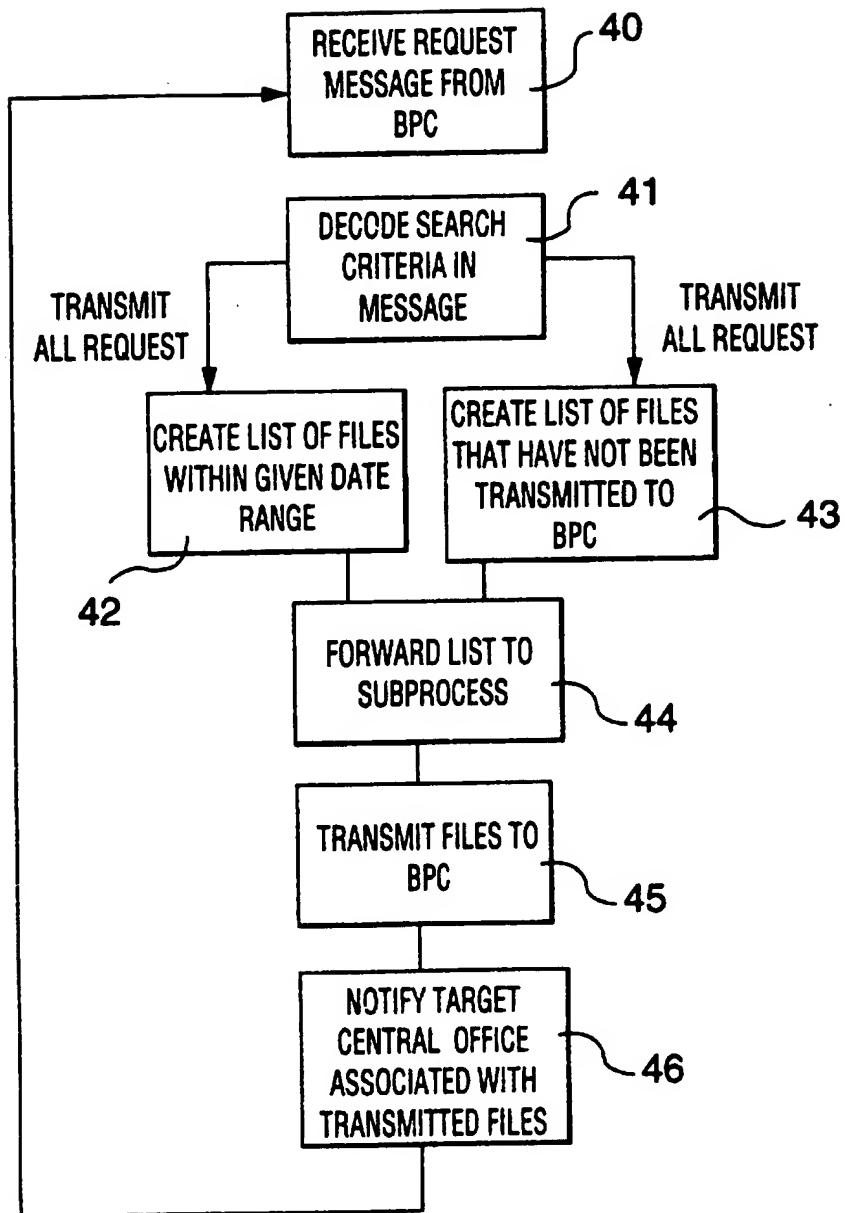 RECEIVE REQUEST
MESSAGE FROM
BPC
40
DECODE SEARCH
CRITERIA IN
MESSAGE
41
TRANSMIT
ALL REQUEST
TRANSMIT
ALL REQUEST
CREATE LIST OF FILES
WITHIN GIVEN DATE
RANGE
42
CREATE LIST OF FILES
THAT HAVE NOT BEEN
TRANSMITTED TO
BPC
43
FORWARD LIST TO
SUBPROCESS
44
TRANSMIT FILES TO
BPC
45
NOTIFY TARGET
CENTRAL OFFICE
ASSOCIATED WITH
TRANSMITTED FILES
46